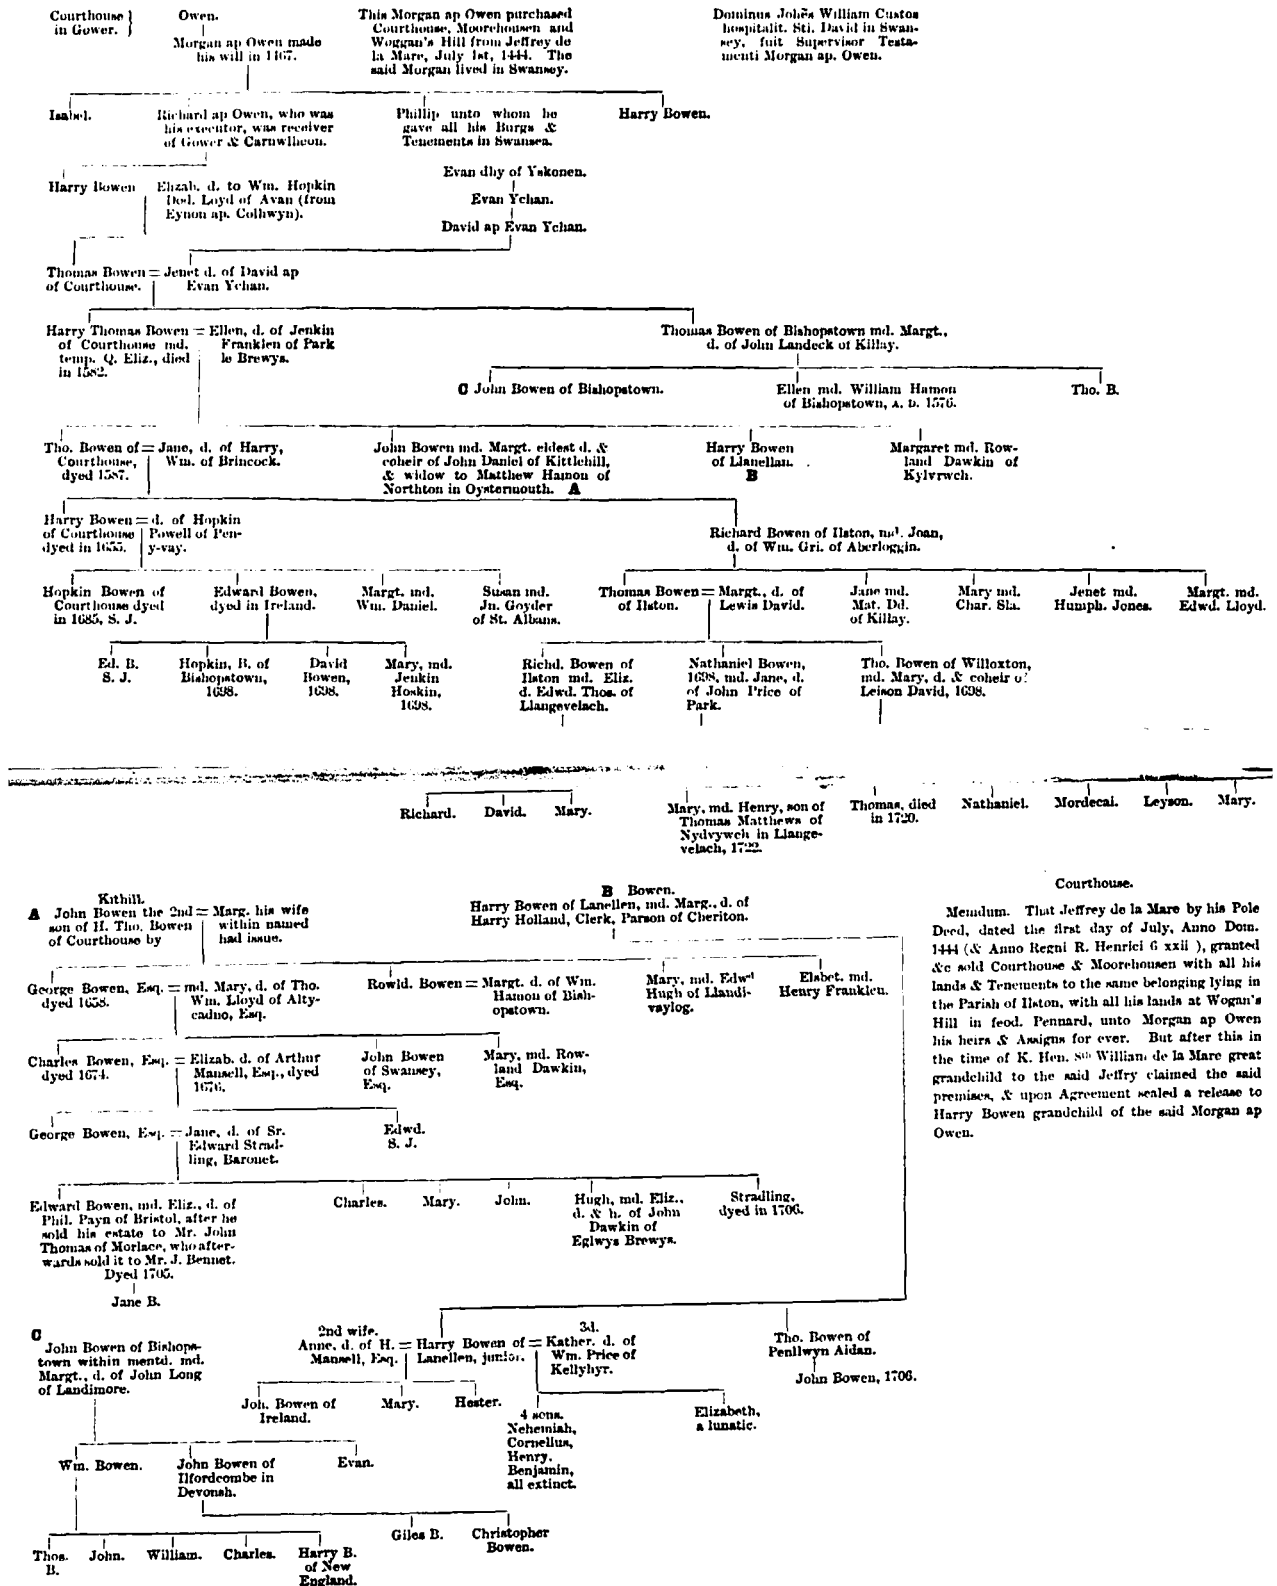 Courthouse }
in Gower. }
Owen.
Morgan ap Owen made
his will in 1467.
This Morgan ap Owen purchased
Courthouse, Moorehousen and
Woggan's Hill from Jeffrey de
la Mare, July 1st, 1444. The
said Morgan lived in Swansey.
Dominus Johēs William Custos
hospitalit. Sti. David in Swan-
sey, fuit Supervisor Testa-
menti Morgan ap. Owen.
Isabel.
Richard ap Owen, who was
his executor, was receiver
of Gower & Carnwlheon.
Phillip unto whom he
gave all his Burgs &
Tenements in Swansea.
Harry Bowen.
Harry Bowen
Elizab. d. to Wm. Hopkin
Dod. Loyd of Avan (from
Eynon ap. Colhwyn).
Evan dhy of Yskonen.
Evan Ychan.
David ap Evan Ychan.
Thomas Bowen = Jenet d. of David ap
of Courthouse. Evan Ychan.
Harry Thomas Bowen = Ellen, d. of Jenkin
of Courthouse md. Franklen of Park
temp. Q. Eliz., died le Brewys.
in 1582.
Thomas Bowen of Bishopstown md. Margt.,
d. of John Landeck of Killay.
C John Bowen of Bishopstown.
Ellen md. William Hamon
of Bishopstown, A. D. 1576.
Tho. B.
Tho. Bowen of = Jane, d. of Harry,
Courthouse, Wm. of Brincock.
dyed 1587.
John Bowen md. Margt. eldest d. &
coheir of John Daniel of Kittlehill,
& widow to Matthew Hamon of
Northton in Oystermouth. A
Harry Bowen
of Llanellan.
B
Margaret md. Row-
land Dawkin of
Kylvrwch.
Harry Bowen = d. of Hopkin
of Courthouse Powell of Pen-
dyed in 1655. y-vay.
Richard Bowen of Ilston, md. Joan,
d. of Wm. Gri. of Aberloggin.
Hopkin Bowen of
Courthouse dyed
in 1685, S. J.
Edward Bowen,
dyed in Ireland.
Margt. md.
Wm. Daniel.
Susan md.
Jn. Goyder
of St. Albans.
Thomas Bowen = Margt., d. of
of Ilston. Lewis David.
Jane md.
Mat. Dd.
of Killay.
Mary md.
Char. Sla.
Jenet md.
Humph. Jones.
Margt. md.
Edwd. Lloyd.
Ed. B.
S. J.
Hopkin, B. of
Bishopstown,
1698.
David
Bowen,
1698.
Mary, md.
Jenkin
Hoskin,
1698.
Richd. Bowen of
Ilston md. Eliz.
d. Edwd. Thos. of
Llangevelach.
Nathaniel Bowen,
1698, md. Jane, d.
of John Price of
Park.
Tho. Bowen of Willoxton,
md. Mary, d. & coheir of
Leison David, 1698.
Richard. David. Mary.
Mary, md. Henry, son of
Thomas Matthews of
Nydvywch in Llange-
velach, 1722.
Thomas, died
in 1720.
Nathaniel. Mordecai. Leyson. Mary.
Kithill.
A John Bowen the 2nd = Marg. his wife
son of H. Tho. Bowen within named
of Courthouse by had issue.
B Bowen.
Harry Bowen of Lanellen, md. Marg., d. of
Harry Holland, Clerk, Parson of Cheriton.
Courthouse.
Memdum. That Jeffrey de la Mare by his Pole
Deed, dated the first day of July, Anno Dom.
1444 (& Anno Regni R. Henrici 6 xxii ), granted
&c sold Courthouse & Moorehousen with all his
lands & Tenements to the same belonging lying in
the Parish of Ilston, with all his lands at Wogan's
Hill in feod. Pennard, unto Morgan ap Owen
his heirs & Assigns for ever. But after this in
the time of K. Hen. 8th William de la Mare great
grandchild to the said Jeffry claimed the said
premises, & upon Agreement sealed a release to
Harry Bowen grandchild of the said Morgan ap
Owen.
George Bowen, Esq. = md. Mary, d. of Tho.
dyed 1658. Wm. Lloyd of Alty-
cadno, Esq.
Rowld. Bowen = Margt. d. of Wm.
Hamon of Bish-
opstown.
Mary, md. Edwd
Hugh of Llandi-
vaylog.
Elsbet. md.
Henry Franklen.
Charles Bowen, Esq. = Elizab. d. of Arthur
dyed 1674. Mansell, Esq., dyed
1676.
John Bowen
of Swansey,
Esq.
Mary, md. Row-
land Dawkin,
Esq.
George Bowen, Esq. = Jane, d. of Sr.
Edward Strad-
ling, Baronet.
Edwd.
S. J.
Edward Bowen, md. Eliz., d. of
Phil. Payn of Bristol, after he
sold his estate to Mr. John
Thomas of Morlace, who after-
wards sold it to Mr. J. Bennet.
Dyed 1705.
Jane B.
Charles. Mary. John.
Hugh, md. Eliz.,
d. & h. of John
Dawkin of
Eglwys Brewys.
Stradling,
dyed in 1706.
C
John Bowen of Bishops-
town within mentd. md.
Margt., d. of John Long
of Landimore.
2nd wife. 3d.
Anne, d. of H. = Harry Bowen of = Kather. d. of
Mansell, Esq. Lanellen, junior. Wm. Price of
Kellyhyr.
Tho. Bowen of
Penllwyn Aidan.
John Bowen, 1706.
Joh. Bowen of
Ireland.
Mary. Hester.
4 sons.
Nehemiah,
Cornelius,
Henry.
Benjamin,
all extinct.
Elizabeth,
a lunatic.
Wm. Bowen.
John Bowen of
Ilfordcombe in
Devonsh.
Evan.
Giles B.
Christopher
Bowen.
Thos.
B.
John. William. Charles.
Harry B.
of New
England.